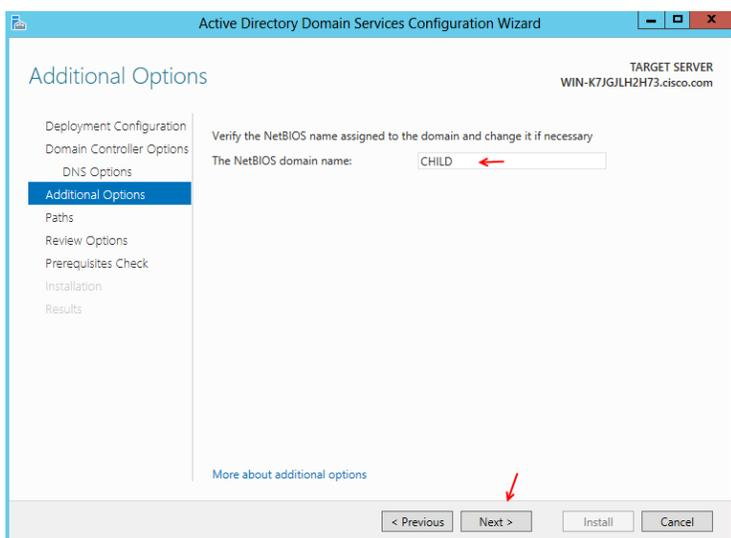 Active Directory Domain Services Configuration Wizard
Additional Options
TARGET SERVER
WIN-K7JGJLH2H73.cisco.com
Deployment Configuration
Domain Controller Options
DNS Options
Additional Options
Paths
Review Options
Prerequisites Check
Installation
Results
Verify the NetBIOS name assigned to the domain and change it if necessary
The NetBIOS domain name: CHILD
More about additional options
< Previous Next > Install Cancel